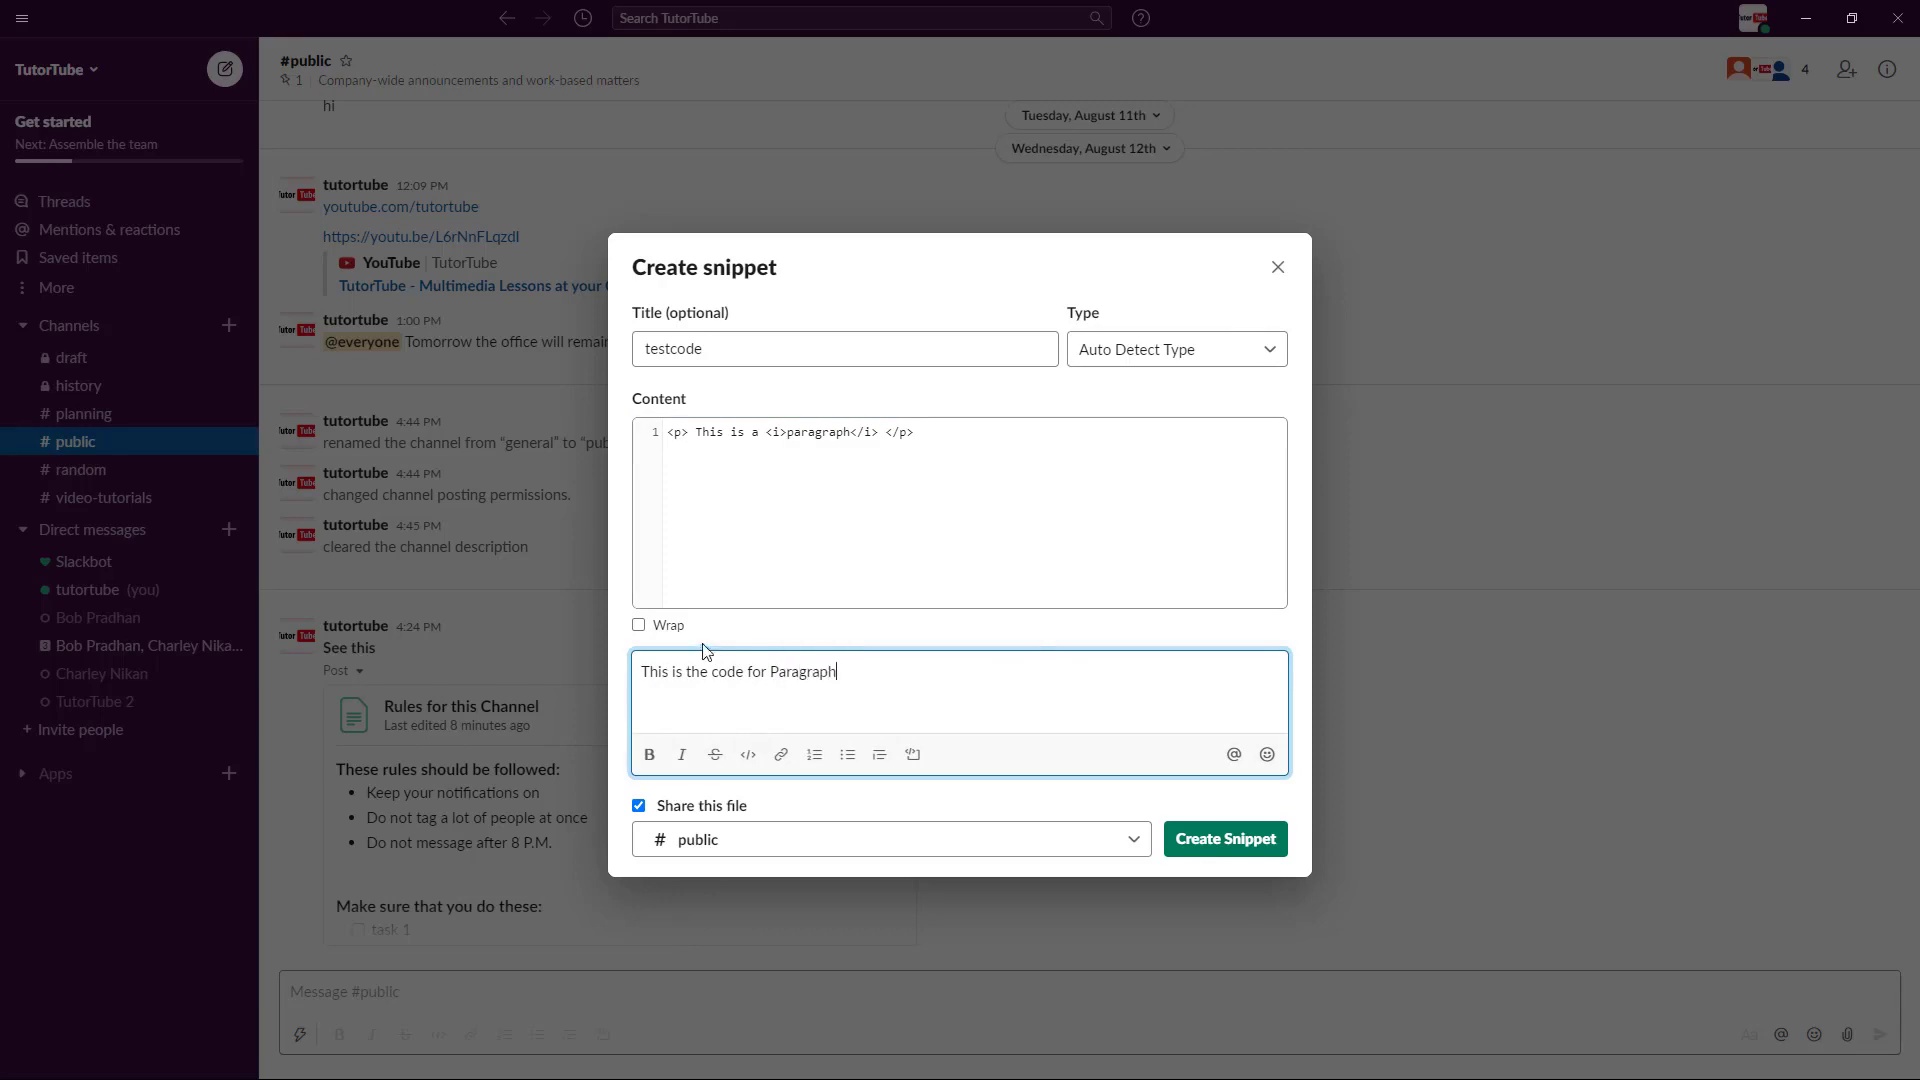 Search TutorTube
TutorTube
Get started
Next: Assemble the team
Threads
Mentions & reactions
Saved items
More
Channels
draft
history
# planning
# public
# random
# video-tutorials
Direct messages
Slackbot
tutortube (you)
Bob Pradhan
3 Bob Pradhan, Charley Nika...
Charley Nikan
TutorTube 2
+ Invite people
Apps
#public
1 | Company-wide announcements and work-based matters
4
hi
Tuesday, August 11th
Wednesday, August 12th
tutortube 12:09 PM
youtube.com/tutortube
https://youtu.be/L6rNnFLqzdI
YouTube | TutorTube
TutorTube - Multimedia Lessons at your
tutortube 1:00 PM
@everyone Tomorrow the office will remai
tutortube 4:44 PM
renamed the channel from "general" to "pub
tutortube 4:44 PM
changed channel posting permissions.
tutortube 4:45 PM
cleared the channel description
tutortube 4:24 PM
See this
Post
Rules for this Channel
Last edited 8 minutes ago
These rules should be followed:
• Keep your notifications on
• Do not tag a lot of people at once
• Do not message after 8 P.M.
Make sure that you do these:
task 1
Message #public
Create snippet
Title (optional)
Type
testcode
Auto Detect Type
Content
1 <p> This is a <i>paragraph</i> </p>
Wrap
This is the code for Paragraph
Share this file
# public
Create Snippet